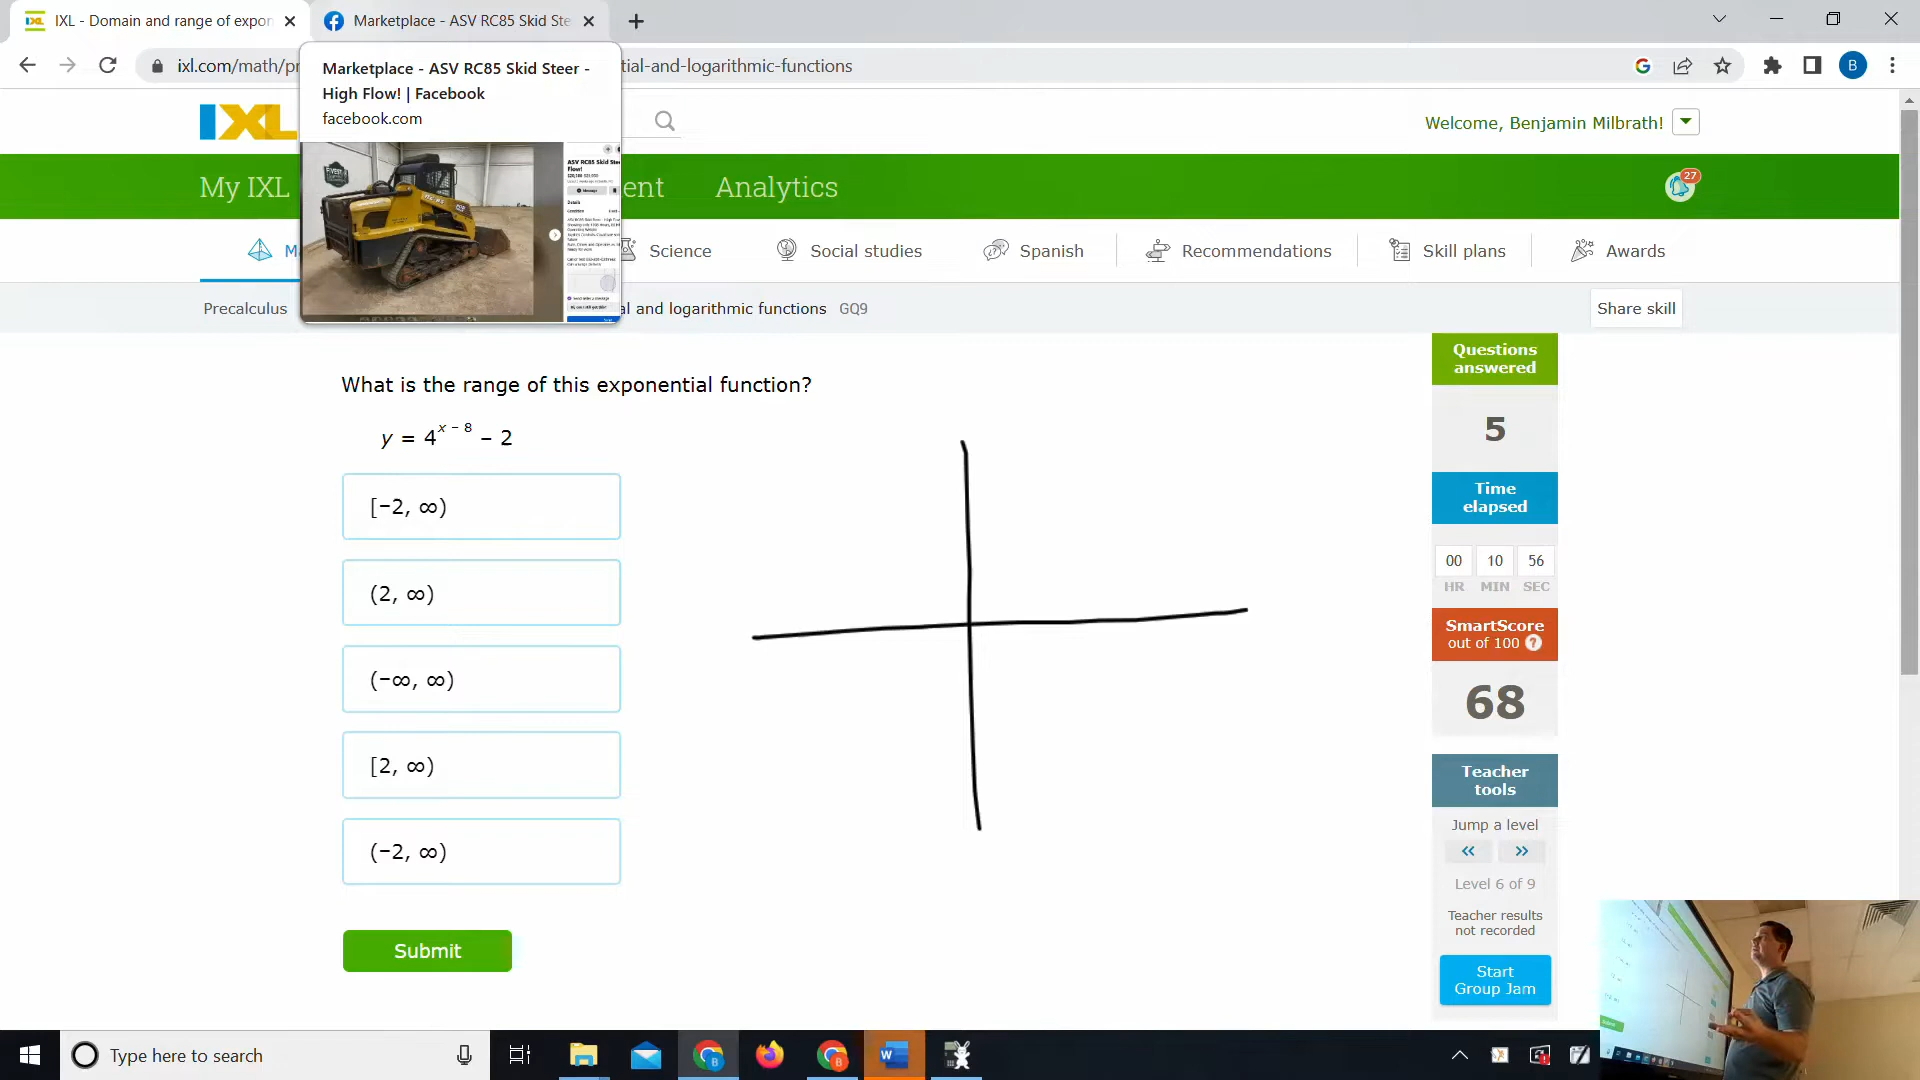 IXL - Domain and range of expon
Marketplace - ASV RC85 Skid Ste
ixl.com/math/pr
tial-and-logarithmic-functions
B
Marketplace - ASV RC85 Skid Steer -
High Flow! | Facebook
facebook.com
IXL
Welcome, Benjamin Milbrath!
My IXL
ent
Analytics
27
Ma
Science
Social studies
Spanish
Recommendations
Skill plans
Awards
Precalculus
al and logarithmic functions GQ9
Share skill
What is the range of this exponential function?
y = 4^(x – 8) – 2
[−2, ∞)
(2, ∞)
(−∞, ∞)
[2, ∞)
(−2, ∞)
Submit
Questions
answered
5
Time
elapsed
00 10 56
HR MIN SEC
SmartScore
out of 100 ?
68
Teacher
tools
Jump a level
Level 6 of 9
Teacher results
not recorded
Start
Group Jam
Type here to search